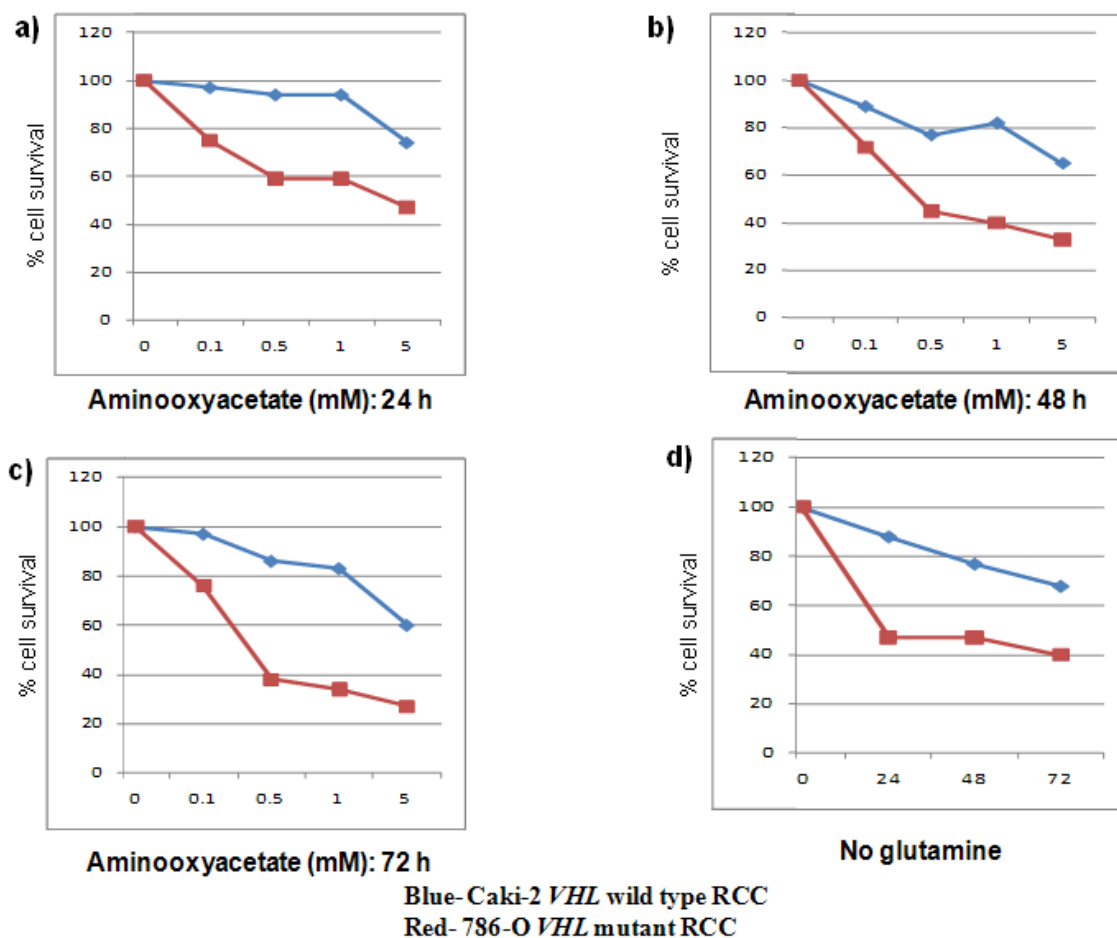 a)
120
100
80
60
40
20
0
% cell survival
0 0.1 0.5 1 5
Aminooxyacetate (mM): 24 h
b)
120
100
80
60
40
20
0
% cell survival
0 0.1 0.5 1 5
Aminooxyacetate (mM): 48 h
c)
120
100
80
60
40
20
0
% cell survival
0 0.1 0.5 1 5
Aminooxyacetate (mM): 72 h
d)
120
100
80
60
40
20
0
% cell survival
0 24 48 72
No glutamine
Blue- Caki-2 VHL wild type RCC
Red- 786-O VHL mutant RCC